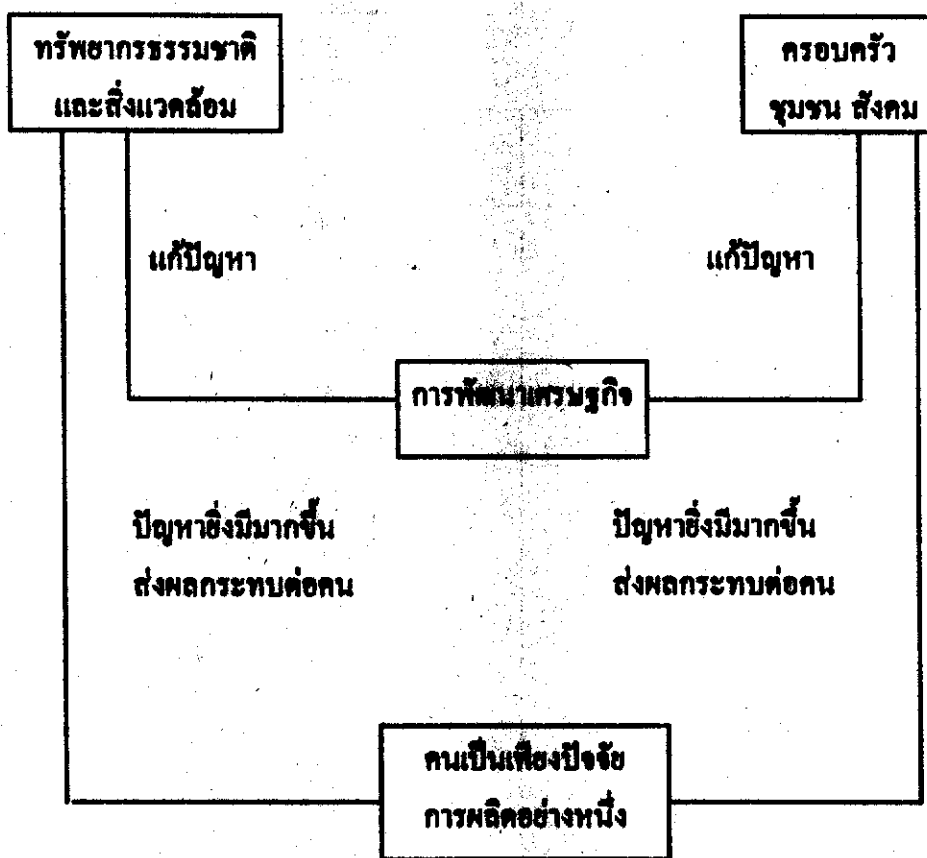 ทรัพยากรธรรมชาติ
และสิ่งแวดล้อม
ครอบครัว
ชุมชน สังคม
แก้ปัญหา
แก้ปัญหา
การพัฒนาเศรษฐกิจ
ปัญหายิ่งมีมากขึ้น
ส่งผลกระทบต่อคน
ปัญหายิ่งมีมากขึ้น
ส่งผลกระทบต่อคน
คนเป็นเพียงปัจจัย
การผลิตอย่างหนึ่ง